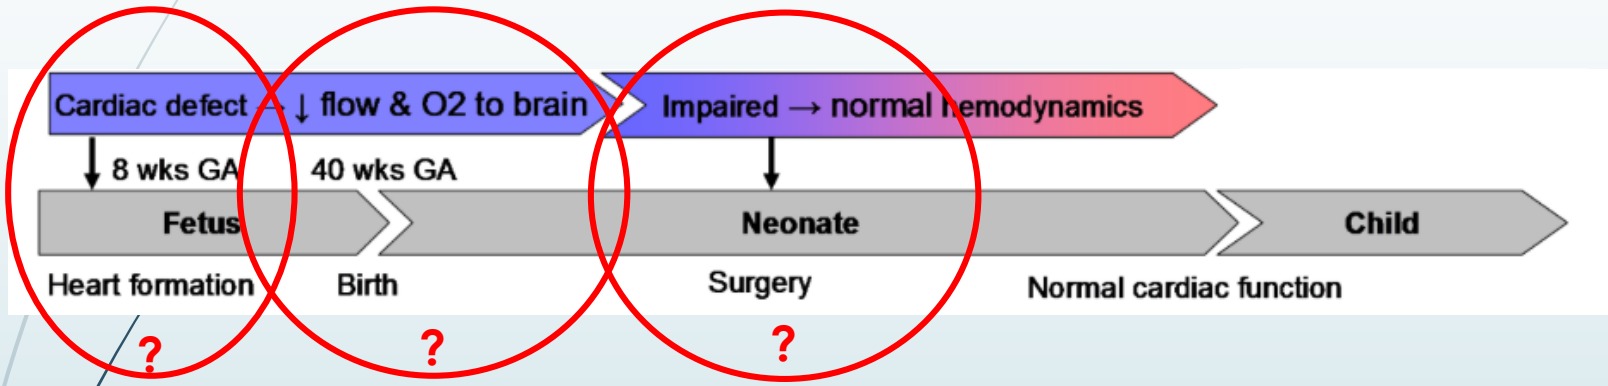 Cardiac defect → ↓ flow & O2 to brain
Impaired → normal hemodynamics
8 wks GA
40 wks GA
Fetus
Neonate
Child
Heart formation
Birth
Surgery
Normal cardiac function
?
?
?